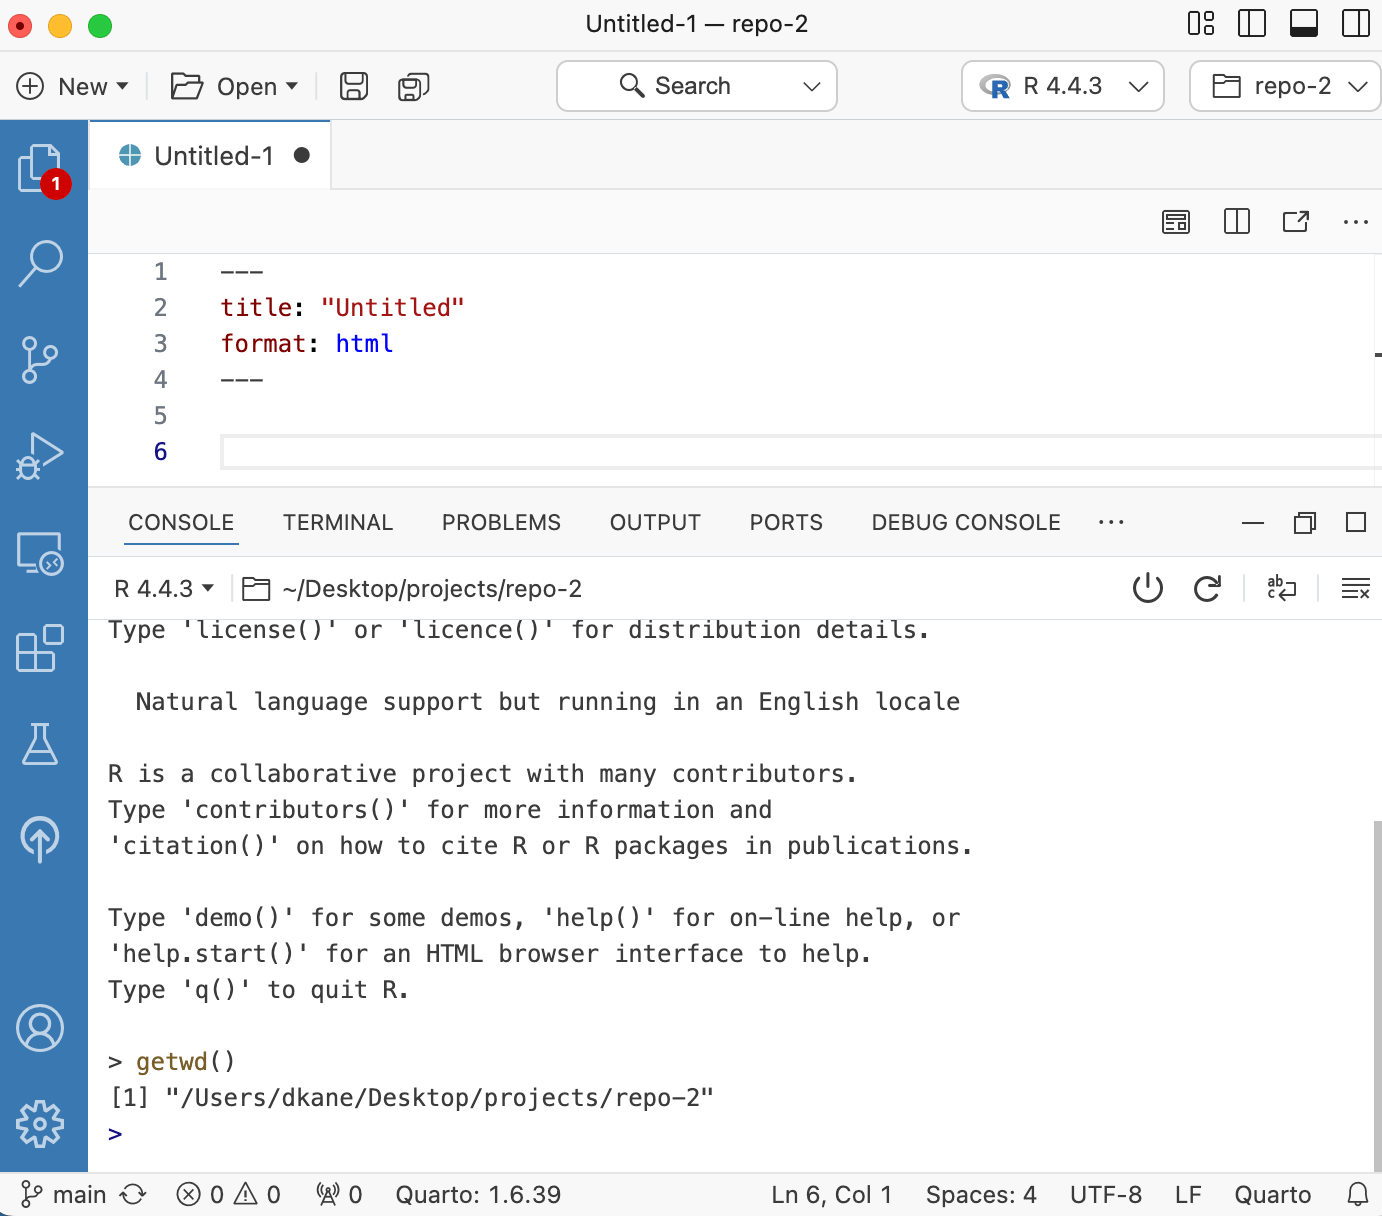 Untitled-1 — repo-2
New Open Search R 4.4.3 repo-2
1
Untitled-1
1 ---
2 title: "Untitled"
3 format: html
4 ---
5
6
CONSOLE TERMINAL PROBLEMS OUTPUT PORTS DEBUG CONSOLE
R 4.4.3 ~/Desktop/projects/repo-2
Type 'license()' or 'licence()' for distribution details.
Natural language support but running in an English locale
R is a collaborative project with many contributors.
Type 'contributors()' for more information and
'citation()' on how to cite R or R packages in publications.
Type 'demo()' for some demos, 'help()' for on-line help, or
'help.start()' for an HTML browser interface to help.
Type 'q()' to quit R.
> getwd()
[1] "/Users/dkane/Desktop/projects/repo-2"
>
main 0 0 0 Quarto: 1.6.39 Ln 6, Col 1 Spaces: 4 UTF-8 LF Quarto